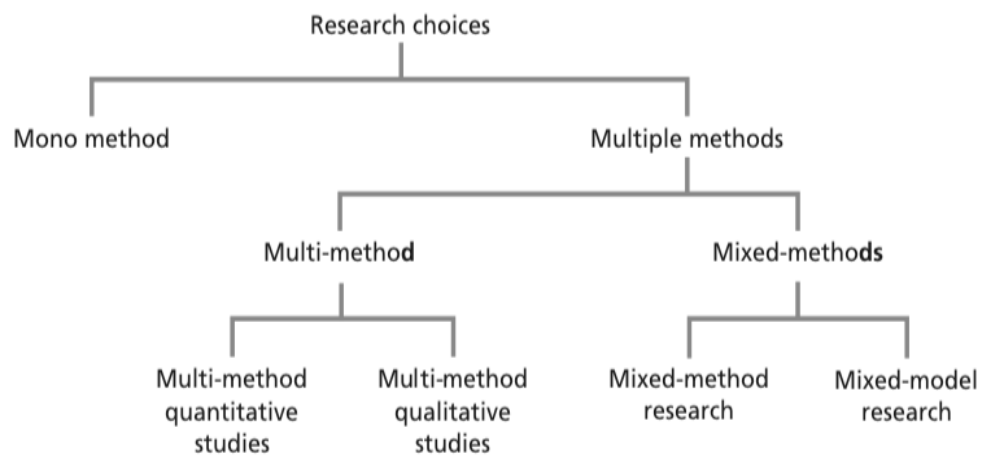 Research choices
Mono method
Multiple methods
Multi-method
Mixed-methods
Multi-method
quantitative
studies
Multi-method
qualitative
studies
Mixed-method
research
Mixed-model
research